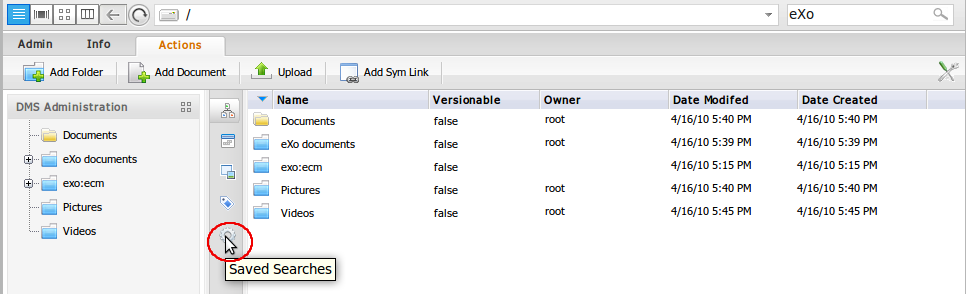 / eXo
Admin Info Actions
Add Folder Add Document Upload Add Sym Link
DMS Administration
Documents
eXo documents
exo:ecm
Pictures
Videos
Name Versionable Owner Date Modifed Date Created
Documents false root 4/16/10 5:40 PM 4/16/10 5:40 PM
eXo documents false root 4/16/10 5:39 PM 4/16/10 5:39 PM
exo:ecm false 4/16/10 5:15 PM 4/16/10 5:15 PM
Pictures false root 4/16/10 5:40 PM 4/16/10 5:40 PM
Videos false root 4/16/10 5:45 PM 4/16/10 5:45 PM
Saved Searches